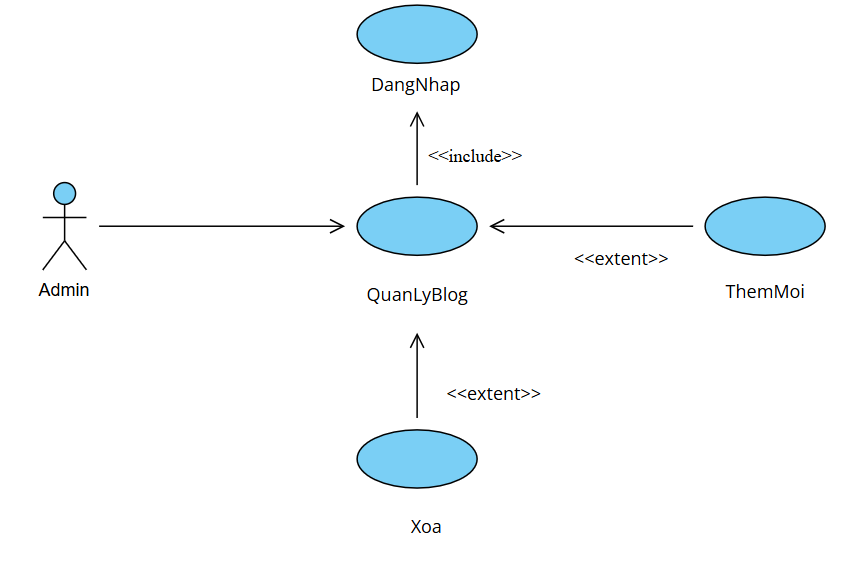 DangNhap
<<include>>
Admin
QuanLyBlog
<<extent>>
ThemMoi
<<extent>>
Xoa